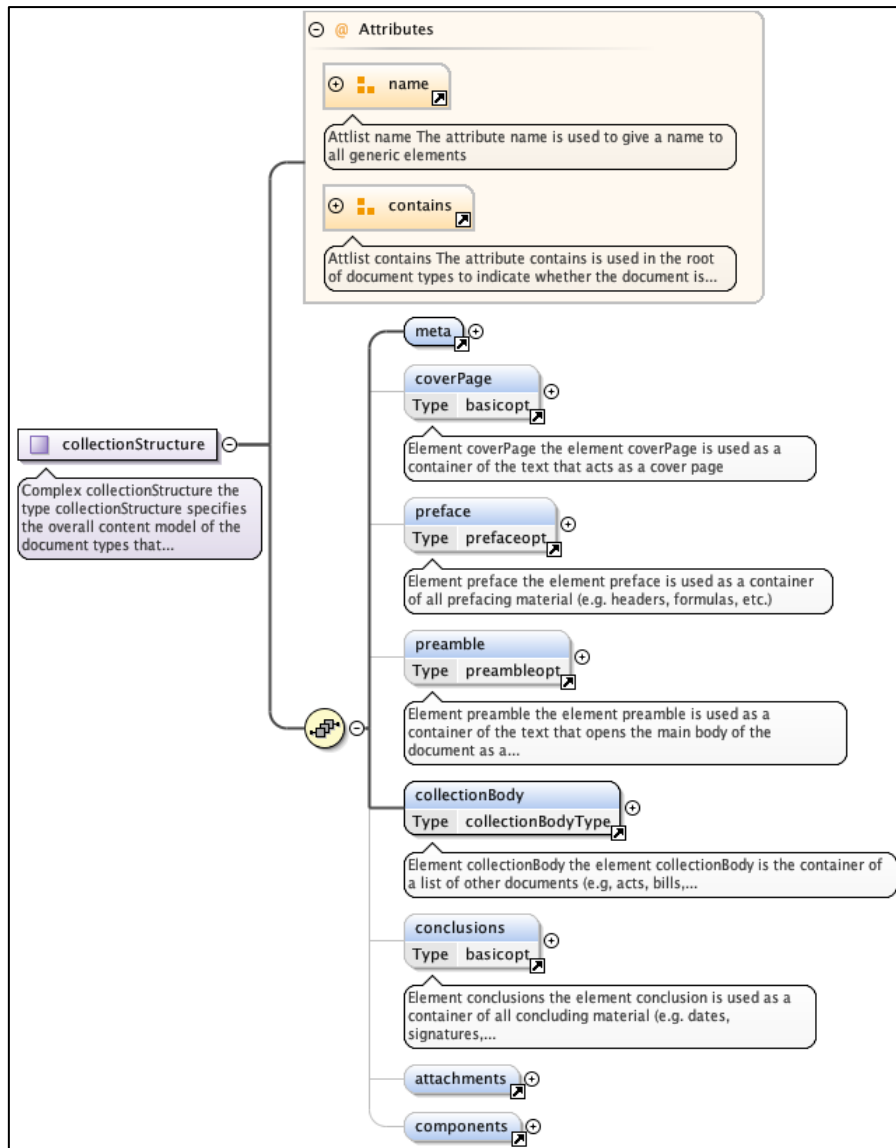 @ Attributes
name
Attlist name The attribute name is used to give a name to
all generic elements
contains
Attlist contains The attribute contains is used in the root
of document types to indicate whether the document is...
meta
coverPage
Type basicopt
Element coverPage the element coverPage is used as a
container of the text that acts as a cover page
collectionStructure
Complex collectionStructure the
type collectionStructure specifies
the overall content model of the
document types that...
preface
Type prefaceopt
Element preface the element preface is used as a container
of all prefacing material (e.g. headers, formulas, etc.)
preamble
Type preambleopt
Element preamble the element preamble is used as a
container of the text that opens the main body of the
document as a...
collectionBody
Type collectionBodyType
Element collectionBody the element collectionBody is the container of
a list of other documents (e.g, acts, bills,...
conclusions
Type basicopt
Element conclusions the element conclusion is used as a
container of all concluding material (e.g. dates,
signatures,...
attachments
components